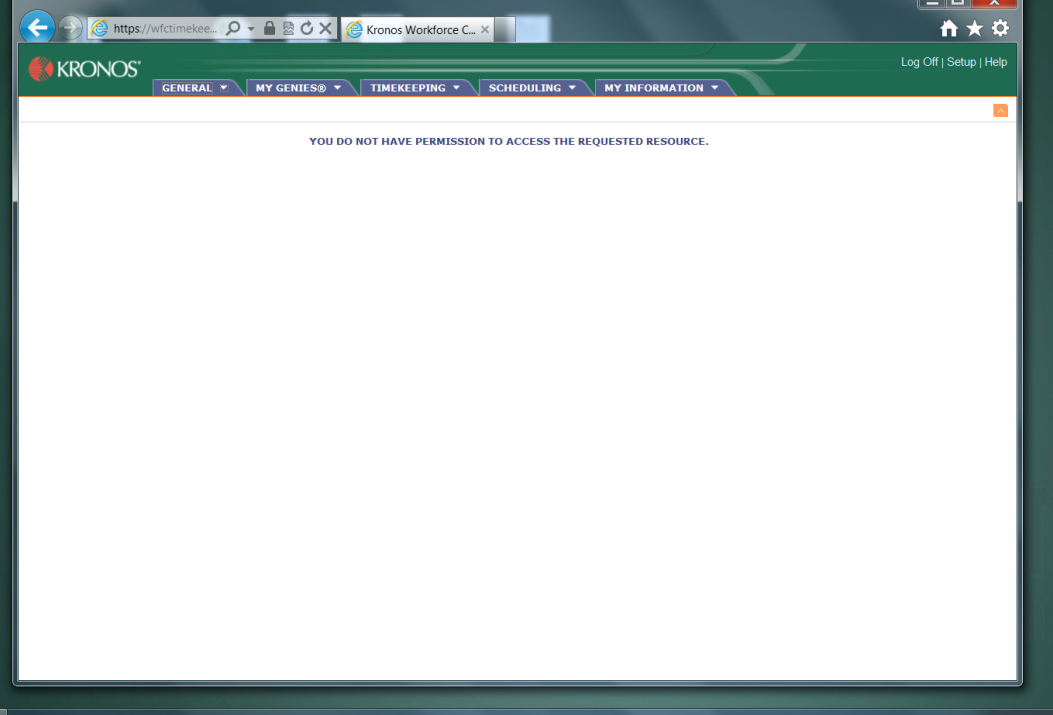 https://wfctimekee...
Kronos Workforce C...
KRONOS®
Log Off | Setup | Help
GENERAL
MY GENIES®
TIMEKEEPING
SCHEDULING
MY INFORMATION
YOU DO NOT HAVE PERMISSION TO ACCESS THE REQUESTED RESOURCE.